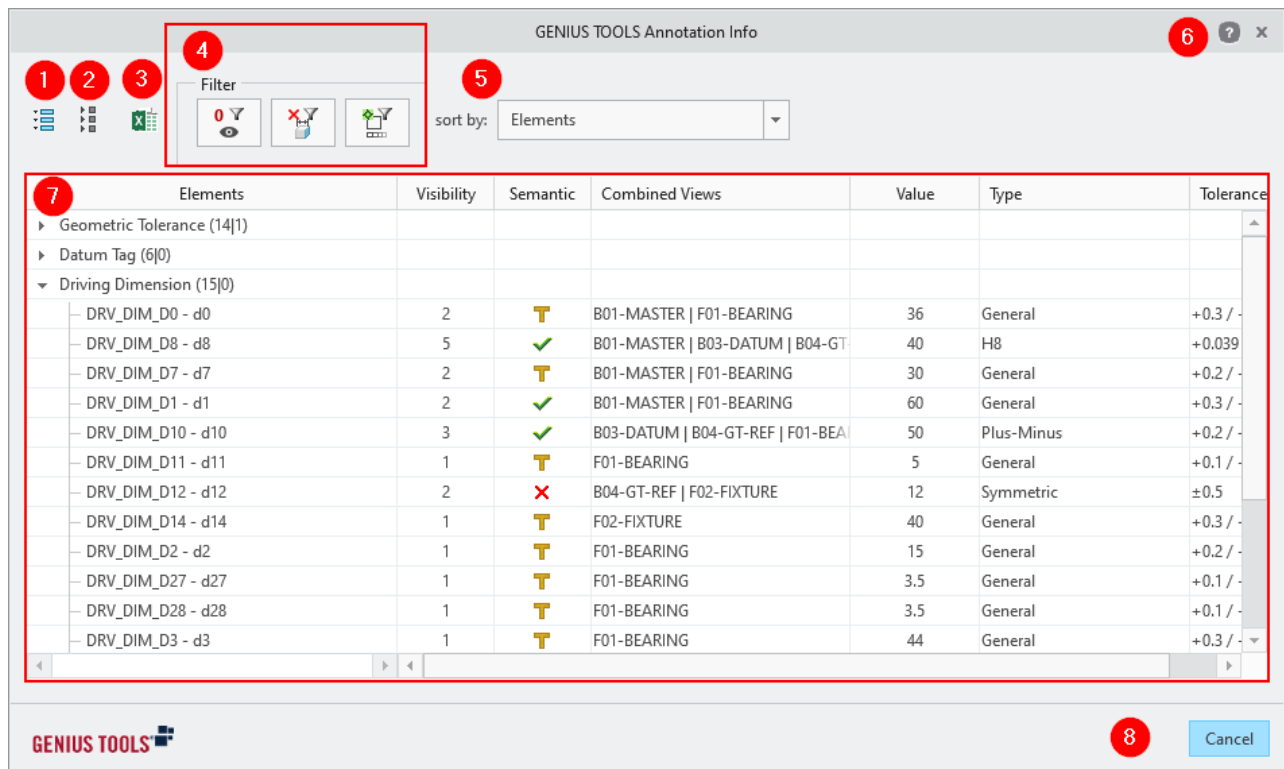 GENIUS TOOLS Annotation Info
6
4
1 2 3 Filter 5
0 sort by: Elements
7 Elements Visibility Semantic Combined Views Value Type Tolerance
Geometric Tolerance (14|1)
Datum Tag (6|0)
Driving Dimension (15|0)
DRV_DIM_D0 - d0 2 B01-MASTER | F01-BEARING 36 General +0.3 / -
DRV_DIM_D8 - d8 5 B01-MASTER | B03-DATUM | B04-GT- 40 H8 +0.039
DRV_DIM_D7 - d7 2 B01-MASTER | F01-BEARING 30 General +0.2 / -
DRV_DIM_D1 - d1 2 B01-MASTER | F01-BEARING 60 General +0.3 / -
DRV_DIM_D10 - d10 3 B03-DATUM | B04-GT-REF | F01-BEA 50 Plus-Minus +0.2 / -
DRV_DIM_D11 - d11 1 F01-BEARING 5 General +0.1 / -
DRV_DIM_D12 - d12 2 B04-GT-REF | F02-FIXTURE 12 Symmetric ±0.5
DRV_DIM_D14 - d14 1 F02-FIXTURE 40 General +0.3 / -
DRV_DIM_D2 - d2 1 F01-BEARING 15 General +0.2 / -
DRV_DIM_D27 - d27 1 F01-BEARING 3.5 General +0.1 / -
DRV_DIM_D28 - d28 1 F01-BEARING 3.5 General +0.1 / -
DRV_DIM_D3 - d3 1 F01-BEARING 44 General +0.3 / -
GENIUS TOOLS 8 Cancel